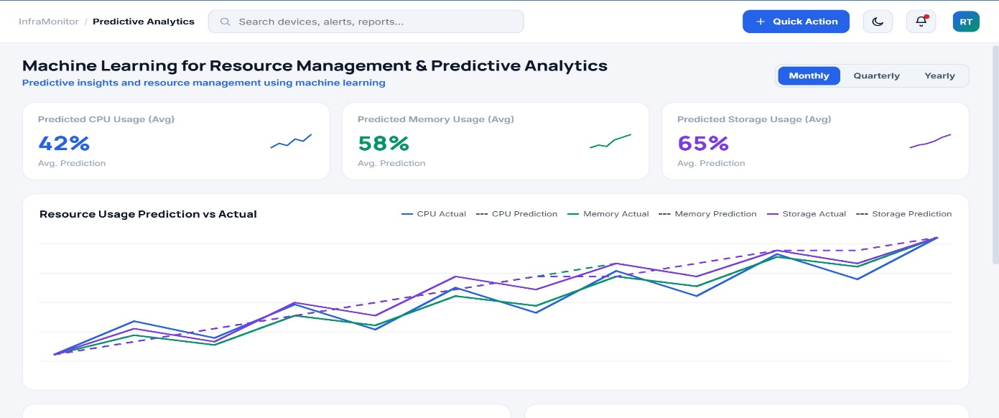 InfraMonitor / Predictive Analytics
Search devices, alerts, reports...
+ Quick Action
RT
Machine Learning for Resource Management & Predictive Analytics
Predictive insights and resource management using machine learning
Monthly Quarterly Yearly
Predicted CPU Usage (Avg)
42%
Avg. Prediction
Predicted Memory Usage (Avg)
58%
Avg. Prediction
Predicted Storage Usage (Avg)
65%
Avg. Prediction
Resource Usage Prediction vs Actual
CPU Actual CPU Prediction Memory Actual Memory Prediction Storage Actual Storage Prediction